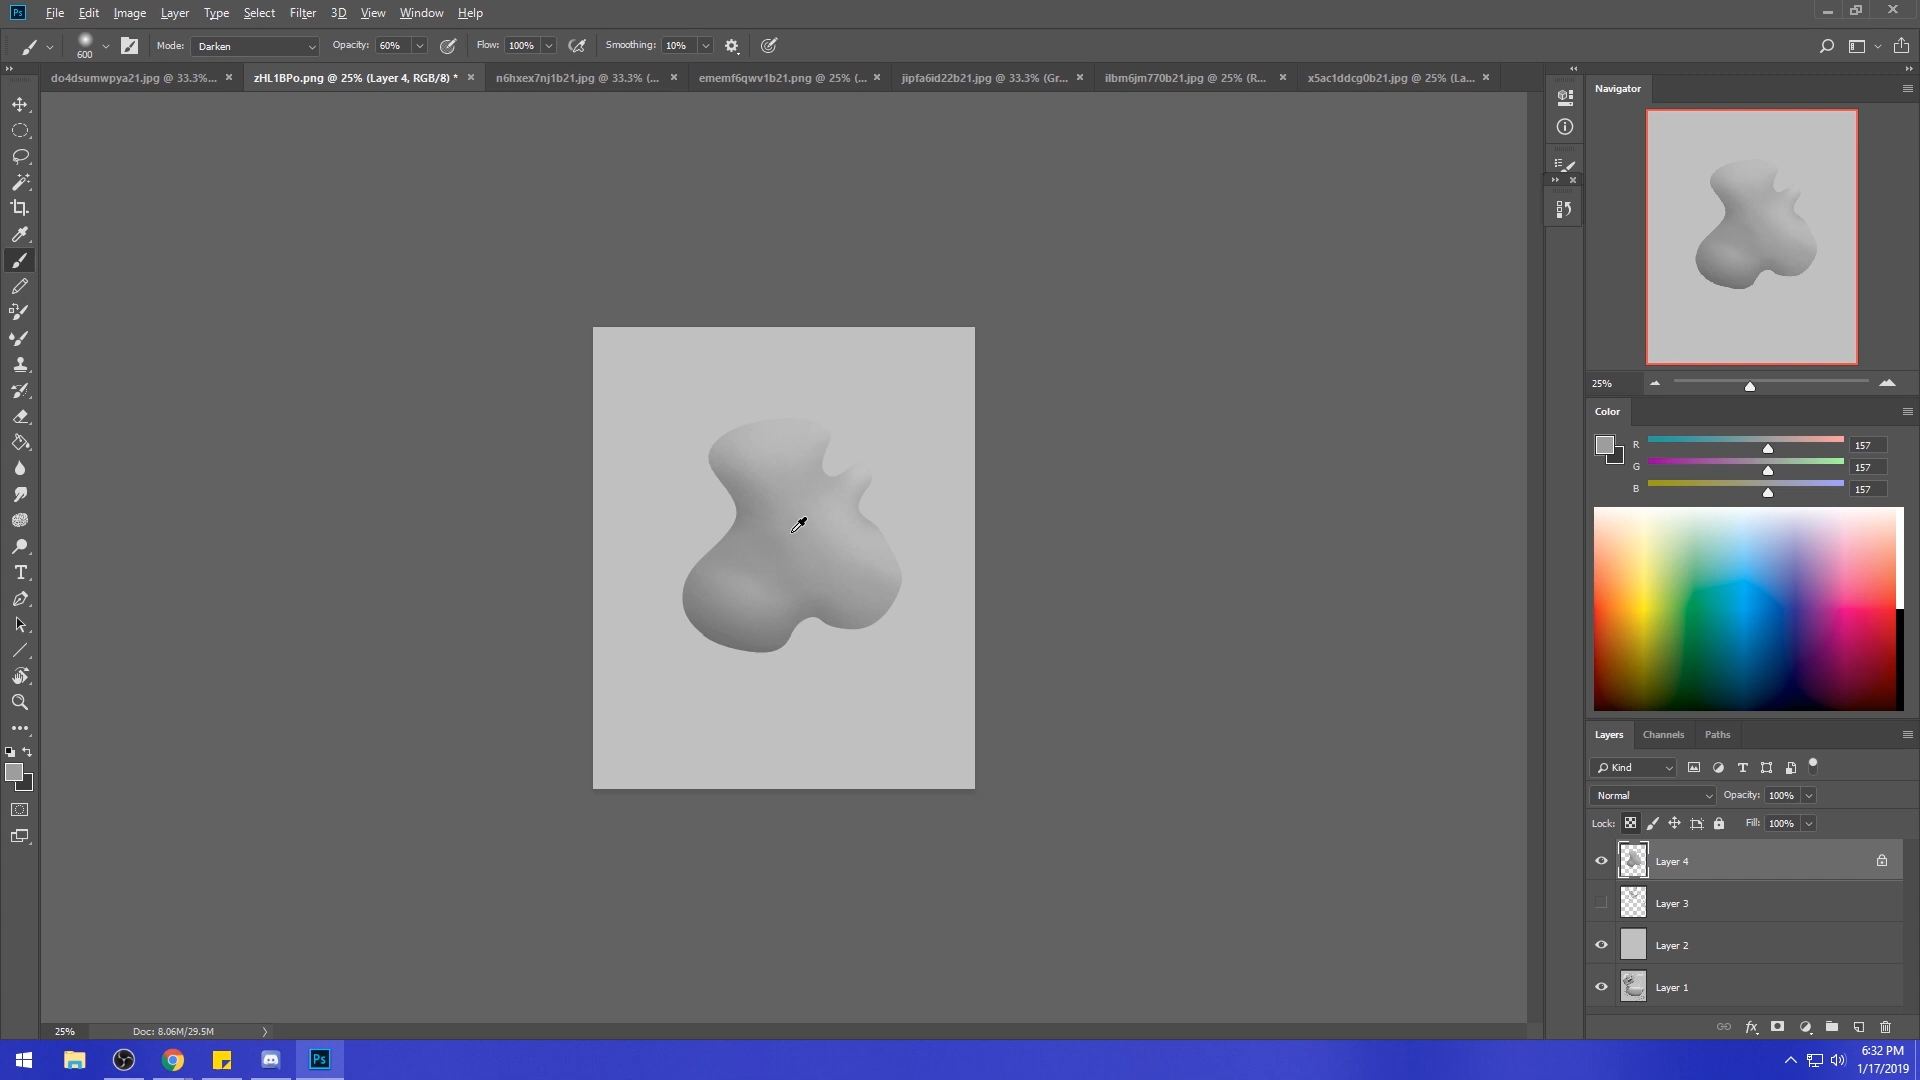 Ps File Edit Image Layer Type Select Filter 3D View Window Help
600 Mode: Darken Opacity: 60% Flow: 100% Smoothing: 10%
do4dsumwpya21.jpg @ 33.3%... × zHL1BPo.png @ 25% (Layer 4, RGB/8) * × n6hxex7nj1b21.jpg @ 33.3% (... × ememf6qwv1b21.png @ 25% (... × jipfa6id22b21.jpg @ 33.3% (Gr... × ilbm6jm770b21.jpg @ 25% (R... × x5ac1ddcg0b21.jpg @ 25% (La... ×
Navigator
25%
Color
R 157
G 157
B 157
Layers Channels Paths
Kind
Normal Opacity: 100%
Lock: Fill: 100%
Layer 4
Layer 3
Layer 2
Layer 1
25% Doc: 8.06M/29.5M
Ps
6:32 PM
1/17/2019